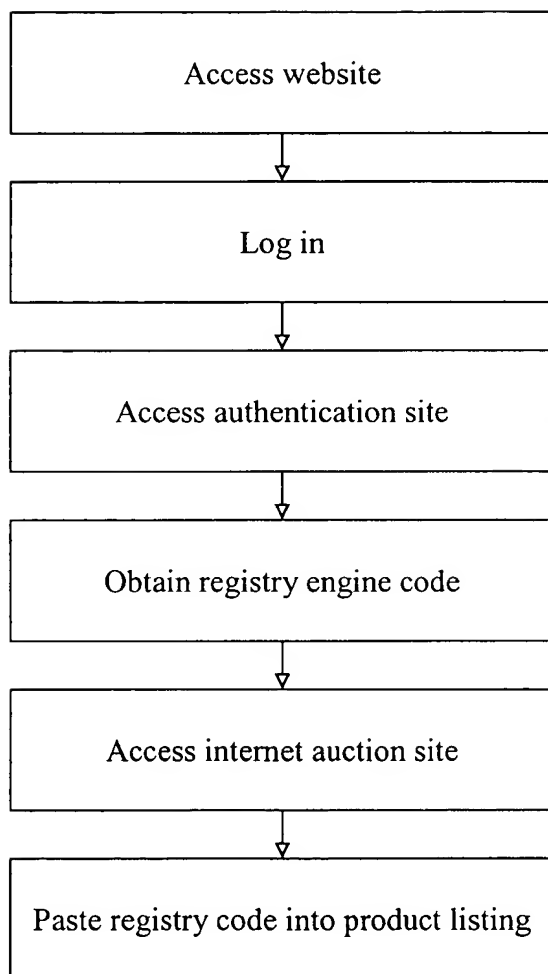 Access website
Log in
Access authentication site
Obtain registry engine code
Access internet auction site
Paste registry code into product listing